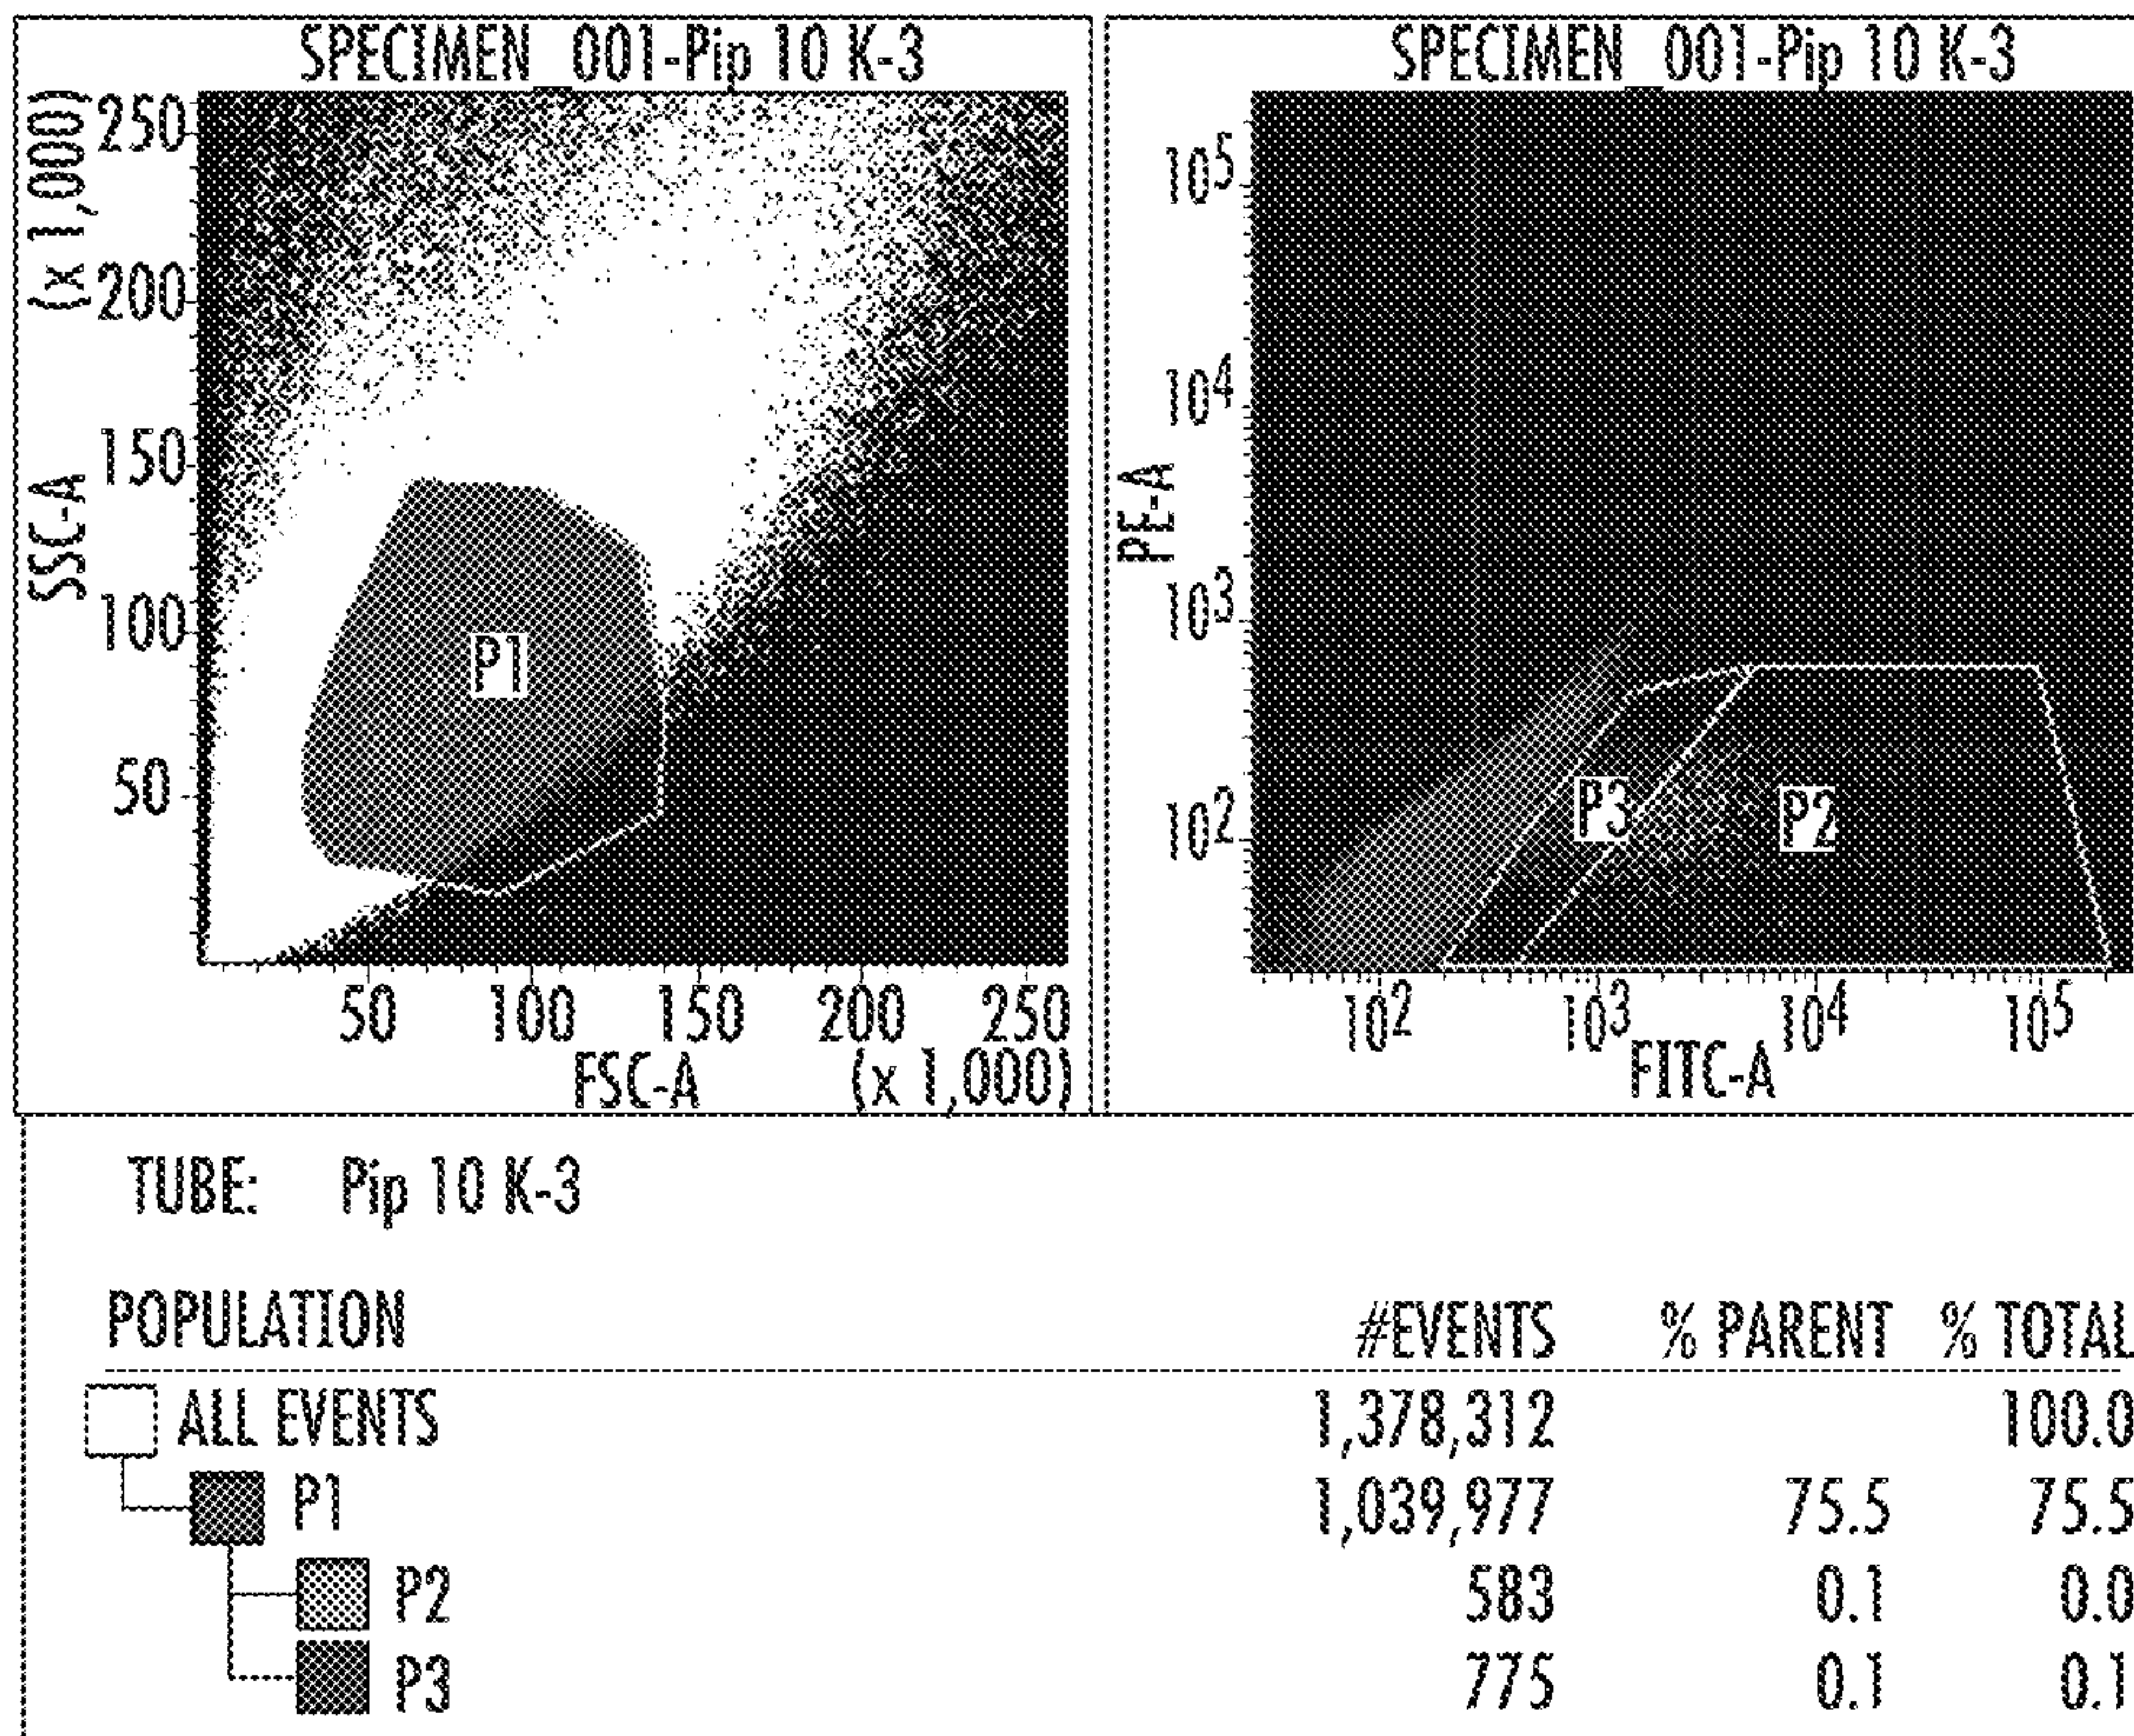 SPECIMEN_001-Pip 10 K-3
SSC-A (x 1,000)
250
200
150
100
50
P1
50 100 150 200 250
FSC-A (x 1,000)
SPECIMEN_001-Pip 10 K-3
PE-A
10^5
10^4
10^3
10^2
P3 P2
10^2 10^3 10^4 10^5
FITC-A
TUBE: Pip 10 K-3
POPULATION #EVENTS % PARENT % TOTAL
ALL EVENTS 1,378,312 100.0
P1 1,039,977 75.5 75.5
P2 583 0.1 0.0
P3 775 0.1 0.1